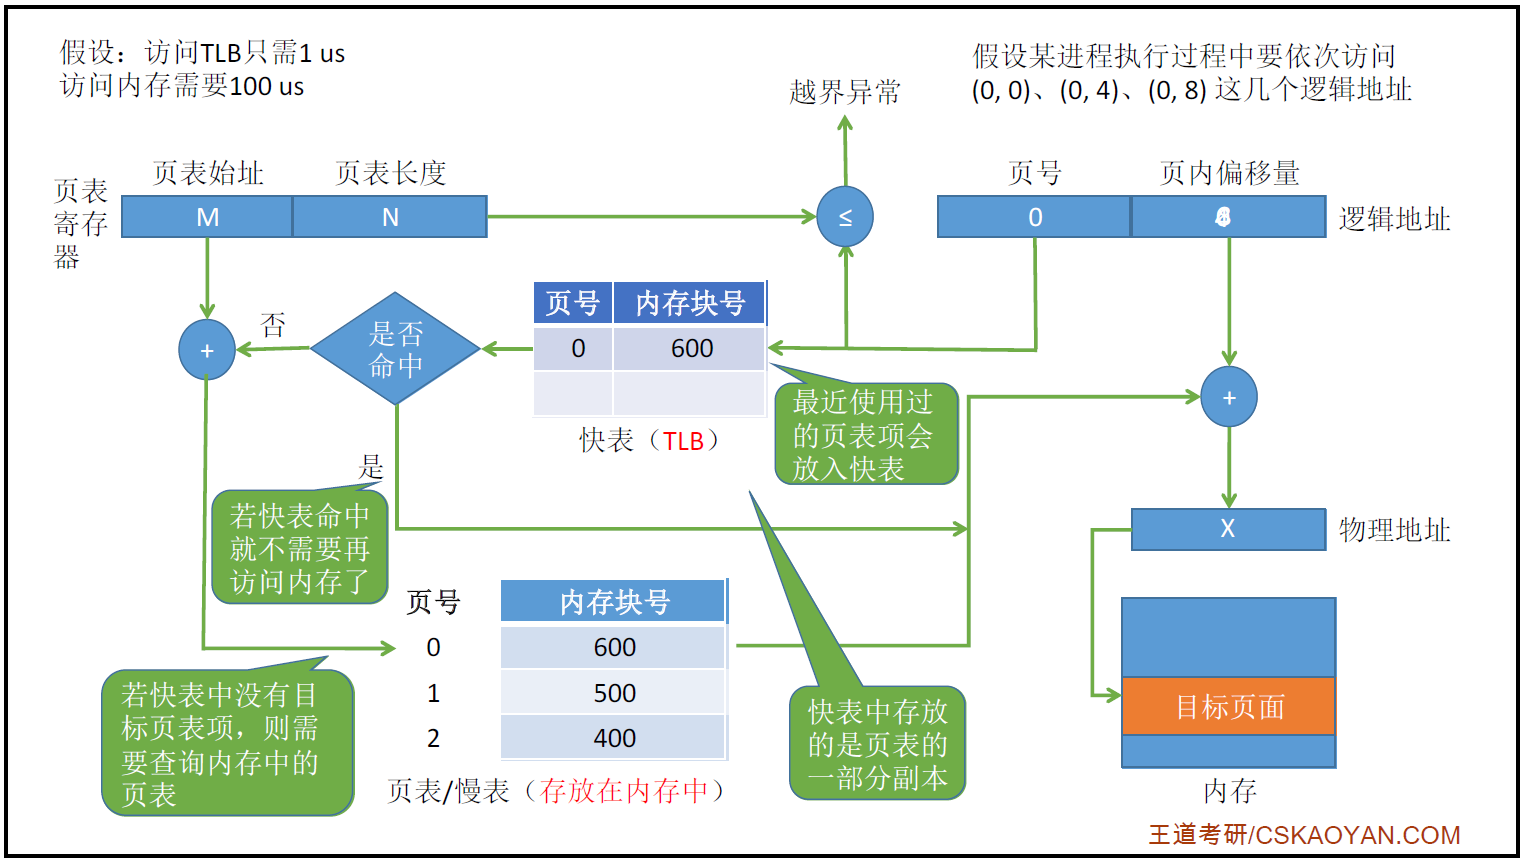 假设：访问TLB只需1 us
访问内存需要100 us
假设某进程执行过程中要依次访问
(0, 0)、(0, 4)、(0, 8) 这几个逻辑地址
越界异常
页表始址
页表长度
页号
页内偏移量
页表
寄存
器
M
N
≤
0
逻辑地址
页号
内存块号
0
600
快表（TLB）
否
是否
命中
+
是
最近使用过
的页表项会
放入快表
+
若快表命中
就不需要再
访问内存了
X
物理地址
页号
内存块号
0
600
1
500
2
400
页表/慢表（存放在内存中）
若快表中没有目
标页表项，则需
要查询内存中的
页表
快表中存放
的是页表的
一部分副本
目标页面
内存
王道考研/CSKAOYAN.COM